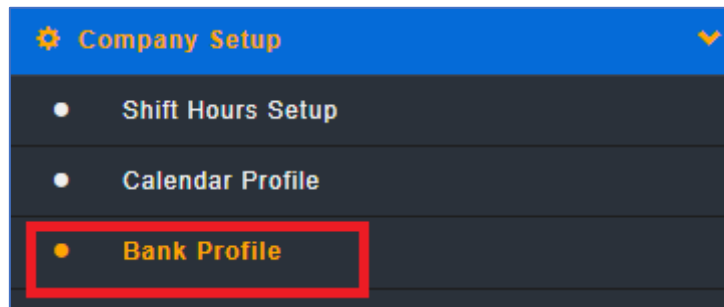 Company Setup
Shift Hours Setup
Calendar Profile
Bank Profile